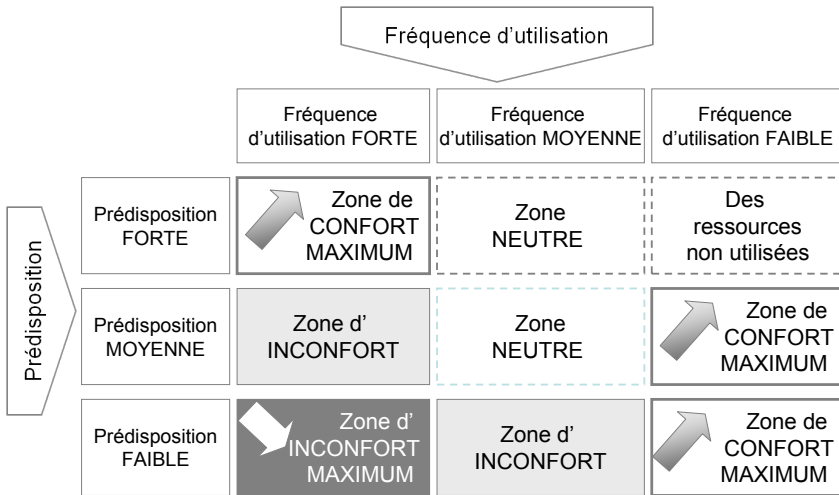 Fréquence d'utilisation
Fréquence
d'utilisation FORTE
Fréquence
d'utilisation MOYENNE
Fréquence
d'utilisation FAIBLE
Prédisposition
Prédisposition
FORTE
Zone de
CONFORT
MAXIMUM
Zone
NEUTRE
Des
ressources
non utilisées
Prédisposition
MOYENNE
Zone d'
INCONFORT
Zone
NEUTRE
Zone de
CONFORT
MAXIMUM
Prédisposition
FAIBLE
Zone d'
INCONFORT
MAXIMUM
Zone d'
INCONFORT
Zone de
CONFORT
MAXIMUM